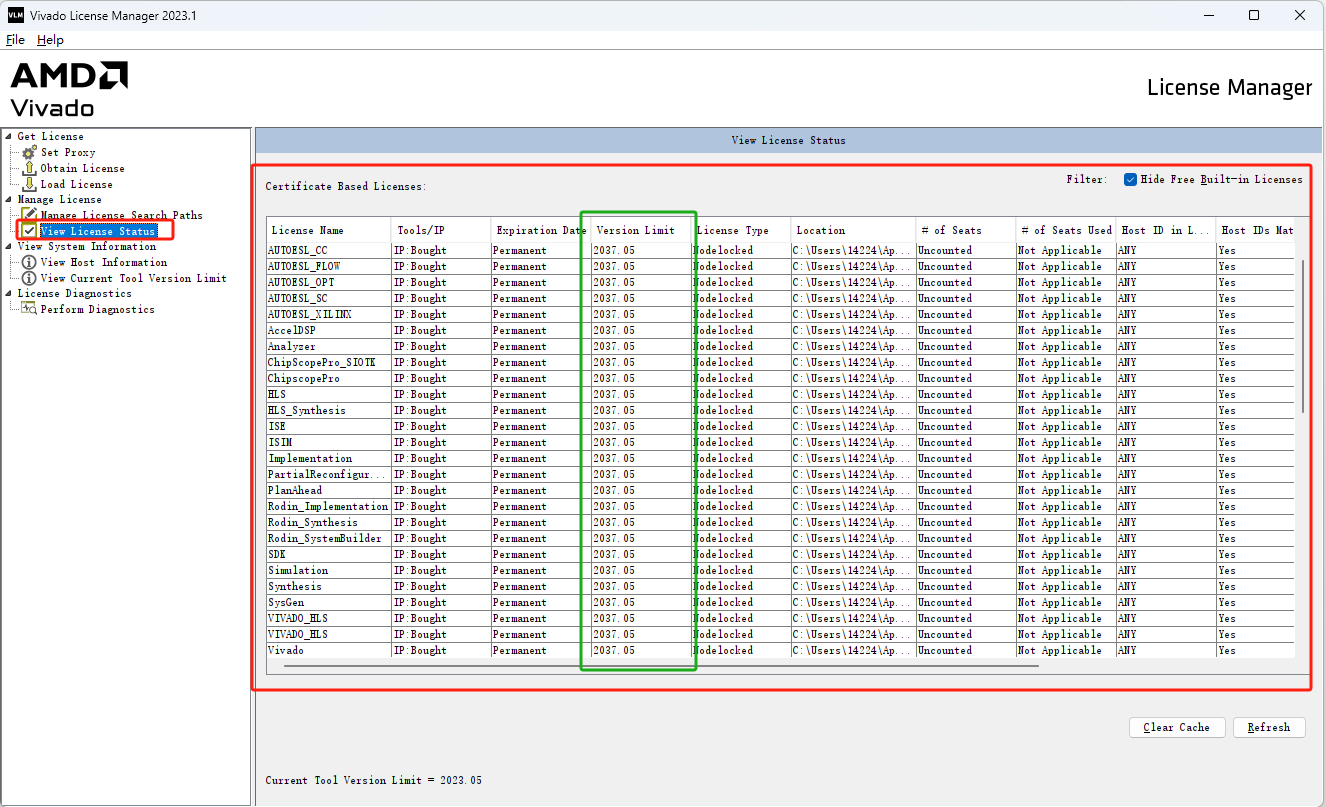 VLM Vivado License Manager 2023.1
File Help
AMD
Vivado
License Manager
Get License
Set Proxy
Obtain License
Load License
Manage License
Manage License Search Paths
View License Status
View System Information
View Host Information
View Current Tool Version Limit
License Diagnostics
Perform Diagnostics
View License Status
Certificate Based Licenses:
Filter: Hide Free Built-in Licenses
License Name Tools/IP Expiration Date Version Limit License Type Location # of Seats # of Seats Used Host ID in L... Host IDs Mat
AUTOESL_CC IP:Bought Permanent 2037.05 Nodelocked C:\Users\14224\Ap... Uncounted Not Applicable ANY Yes
AUTOESL_FLOW IP:Bought Permanent 2037.05 Nodelocked C:\Users\14224\Ap... Uncounted Not Applicable ANY Yes
AUTOESL_OPT IP:Bought Permanent 2037.05 Nodelocked C:\Users\14224\Ap... Uncounted Not Applicable ANY Yes
AUTOESL_SC IP:Bought Permanent 2037.05 Nodelocked C:\Users\14224\Ap... Uncounted Not Applicable ANY Yes
AUTOESL_XILINX IP:Bought Permanent 2037.05 Nodelocked C:\Users\14224\Ap... Uncounted Not Applicable ANY Yes
AccelDSP IP:Bought Permanent 2037.05 Nodelocked C:\Users\14224\Ap... Uncounted Not Applicable ANY Yes
Analyzer IP:Bought Permanent 2037.05 Nodelocked C:\Users\14224\Ap... Uncounted Not Applicable ANY Yes
ChipScopePro_SIOTK IP:Bought Permanent 2037.05 Nodelocked C:\Users\14224\Ap... Uncounted Not Applicable ANY Yes
ChipscopePro IP:Bought Permanent 2037.05 Nodelocked C:\Users\14224\Ap... Uncounted Not Applicable ANY Yes
HLS IP:Bought Permanent 2037.05 Nodelocked C:\Users\14224\Ap... Uncounted Not Applicable ANY Yes
HLS_Synthesis IP:Bought Permanent 2037.05 Nodelocked C:\Users\14224\Ap... Uncounted Not Applicable ANY Yes
ISE IP:Bought Permanent 2037.05 Nodelocked C:\Users\14224\Ap... Uncounted Not Applicable ANY Yes
ISIM IP:Bought Permanent 2037.05 Nodelocked C:\Users\14224\Ap... Uncounted Not Applicable ANY Yes
Implementation IP:Bought Permanent 2037.05 Nodelocked C:\Users\14224\Ap... Uncounted Not Applicable ANY Yes
PartialReconfigur... IP:Bought Permanent 2037.05 Nodelocked C:\Users\14224\Ap... Uncounted Not Applicable ANY Yes
PlanAhead IP:Bought Permanent 2037.05 Nodelocked C:\Users\14224\Ap... Uncounted Not Applicable ANY Yes
Rodin_Implementation IP:Bought Permanent 2037.05 Nodelocked C:\Users\14224\Ap... Uncounted Not Applicable ANY Yes
Rodin_Synthesis IP:Bought Permanent 2037.05 Nodelocked C:\Users\14224\Ap... Uncounted Not Applicable ANY Yes
Rodin_SystemBuilder IP:Bought Permanent 2037.05 Nodelocked C:\Users\14224\Ap... Uncounted Not Applicable ANY Yes
SDK IP:Bought Permanent 2037.05 Nodelocked C:\Users\14224\Ap... Uncounted Not Applicable ANY Yes
Simulation IP:Bought Permanent 2037.05 Nodelocked C:\Users\14224\Ap... Uncounted Not Applicable ANY Yes
Synthesis IP:Bought Permanent 2037.05 Nodelocked C:\Users\14224\Ap... Uncounted Not Applicable ANY Yes
SysGen IP:Bought Permanent 2037.05 Nodelocked C:\Users\14224\Ap... Uncounted Not Applicable ANY Yes
VIVADO_HLS IP:Bought Permanent 2037.05 Nodelocked C:\Users\14224\Ap... Uncounted Not Applicable ANY Yes
VIVADO_HLS IP:Bought Permanent 2037.05 Nodelocked C:\Users\14224\Ap... Uncounted Not Applicable ANY Yes
Vivado IP:Bought Permanent 2037.05 Nodelocked C:\Users\14224\Ap... Uncounted Not Applicable ANY Yes
Clear Cache Refresh
Current Tool Version Limit = 2023.05